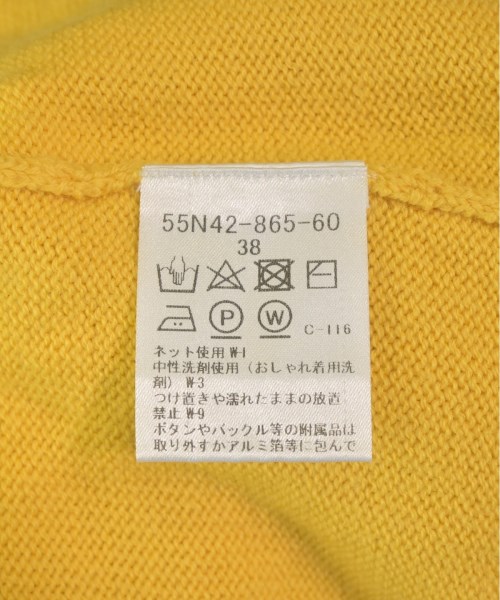 55N42-865-60
38
P W C-116
ネット使用 W-1
中性洗剤使用（おしゃれ着用洗
剤） W-3
つけ置きや濡れたままの放置
禁止 W-9
ボタンやバックル等の附属品は
取り外すかアルミ箔等に包んで